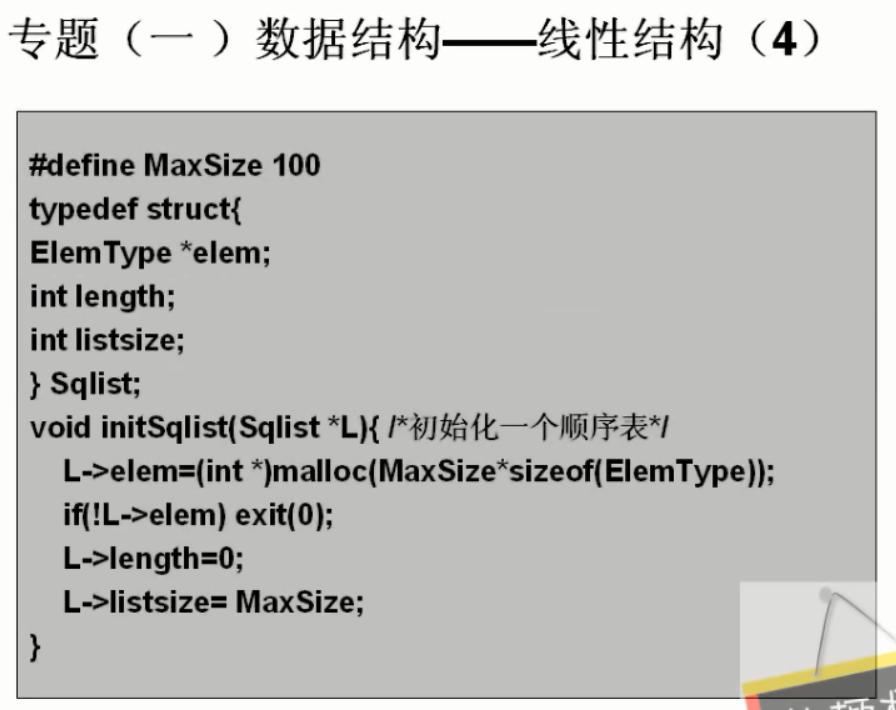 专题（一 ）数据结构——线性结构（4）
#define MaxSize 100
typedef struct{
ElemType *elem;
int length;
int listsize;
} Sqlist;
void initSqlist(Sqlist *L){ /*初始化一个顺序表*/
L->elem=(int *)malloc(MaxSize*sizeof(ElemType));
if(!L->elem) exit(0);
L->length=0;
L->listsize= MaxSize;
}